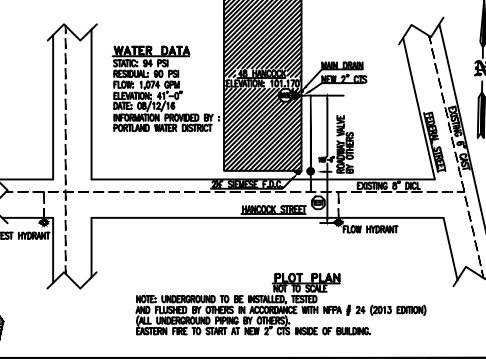 WATER DATA
STATIC: 94 PSI
RESIDUAL: 90 PSI
FLOW: 1,074 GPM
ELEVATION: 41'-0"
DATE: 08/12/16
INFORMATION PROVIDED BY :
PORTLAND WATER DISTRICT
48 HANCOCK
ELEVATION: 101.170
MAIN DRAIN
NEW 2" CTS
ROADWAY VALVE
BY OTHERS
FEDERAL STREET
EXISTING 6" CAST
N
2½' SIEMESE F.D.C.
EXISTING 8" DICL
HANCOCK STREET
TEST
EST HYDRANT
FLOW HYDRANT
PLOT PLAN
NOT TO SCALE
NOTE: UNDERGROUND TO BE INSTALLED, TESTED
AND FLUSHED BY OTHERS IN ACCORDANCE WITH NFPA # 24 (2013 EDITION)
(ALL UNDERGROUND PIPING BY OTHERS).
EASTERN FIRE TO START AT NEW 2" CTS INSIDE OF BUILDING.